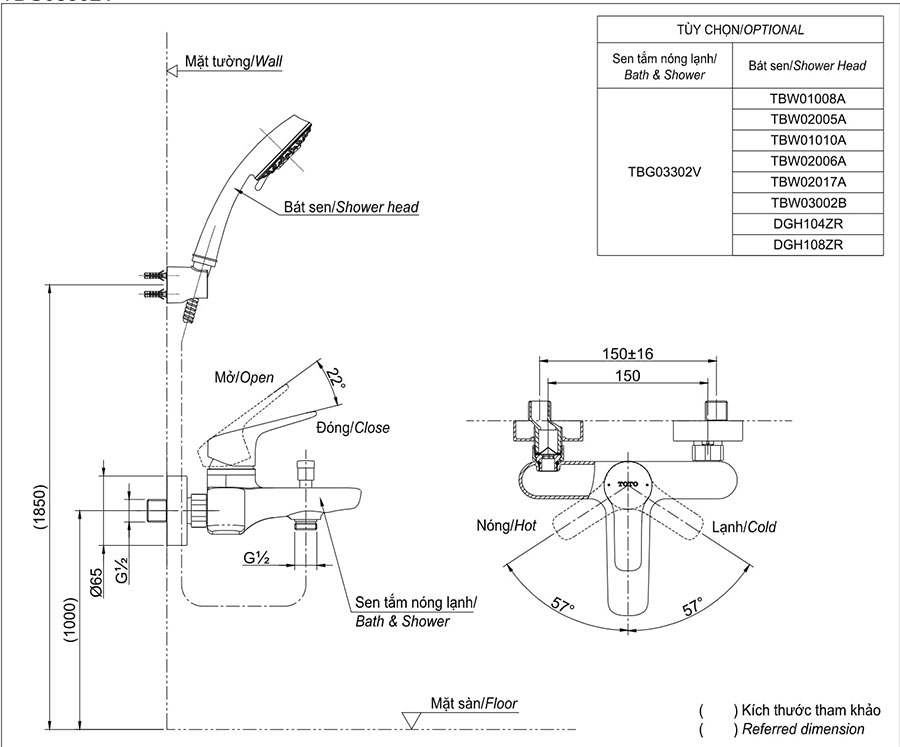 TÙY CHỌN/OPTIONAL
Sen tắm nóng lạnh/
Bath & Shower
Bát sen/Shower Head
TBG03302V
TBW01008A
TBW02005A
TBW01010A
TBW02006A
TBW02017A
TBW03002B
DGH104ZR
DGH108ZR
Mặt tường/Wall
Bát sen/Shower head
Mở/Open
22°
Đóng/Close
(1850)
(1000)
Ø65
G½
G½
Sen tắm nóng lạnh/
Bath & Shower
150±16
150
TOTO
Nóng/Hot
Lạnh/Cold
57°
57°
Mặt sàn/Floor
( ) Kích thước tham khảo
( ) Referred dimension